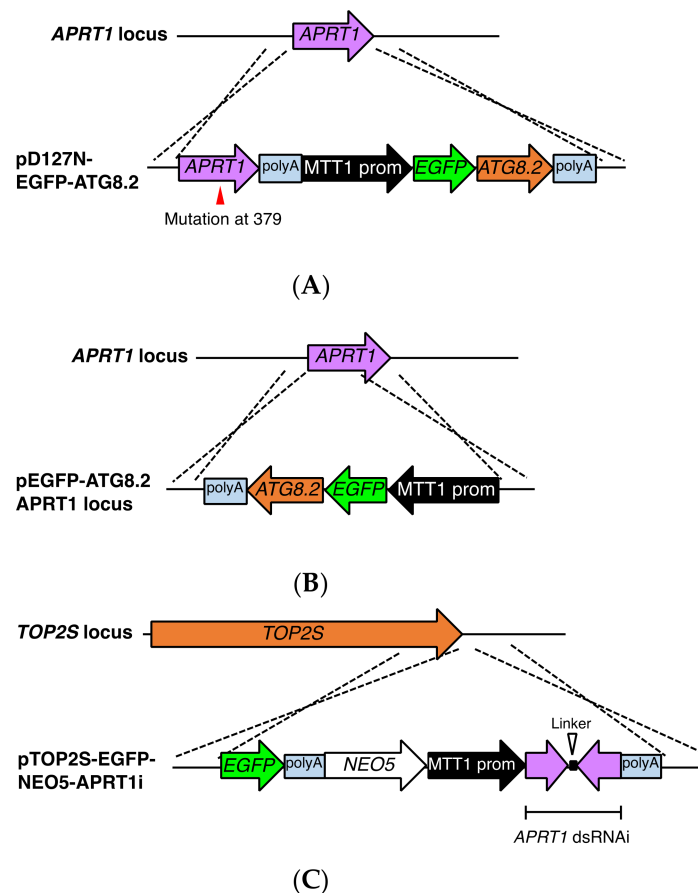 APRT1 locus
APRT1
pD127N-
EGFP-ATG8.2
APRT1 polyA MTT1 prom EGFP ATG8.2 polyA
Mutation at 379
(A)
APRT1 locus
APRT1
pEGFP-ATG8.2
APRT1 locus
polyA ATG8.2 EGFP MTT1 prom
(B)
TOP2S locus
TOP2S
Linker
pTOP2S-EGFP-
NEO5-APRT1i
EGFP polyA NEO5 MTT1 prom polyA
APRT1 dsRNAi
(C)